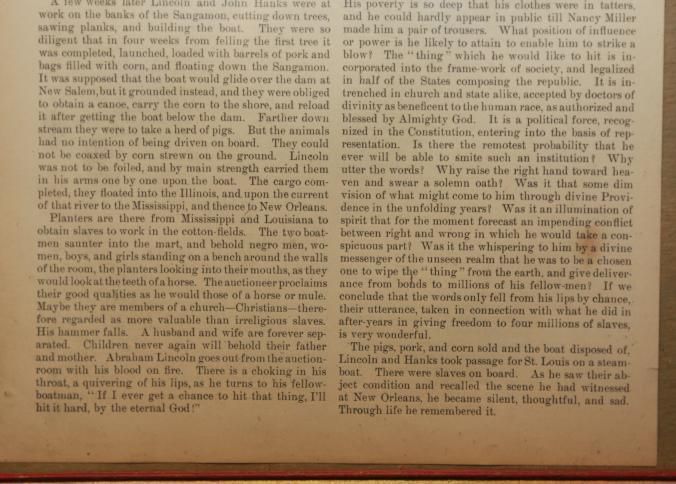 A few weeks later Lincoln and John Hanks were at
work on the banks of the Sangamon, cutting down trees,
sawing planks, and building the boat. They were so
diligent that in four weeks from felling the first tree it
was completed, launched, loaded with barrels of pork and
bags filled with corn, and floating down the Sangamon.
It was supposed that the boat would glide over the dam at
New Salem, but it grounded instead, and they were obliged
to obtain a canoe, carry the corn to the shore, and reload
it after getting the boat below the dam. Farther down
stream they were to take a herd of pigs. But the animals
had no intention of being driven on board. They could
not be coaxed by corn strewn on the ground. Lincoln
was not to be foiled, and by main strength carried them
in his arms one by one upon the boat. The cargo com-
pleted, they floated into the Illinois, and upon the current
of that river to the Mississippi, and thence to New Orleans.
Planters are there from Mississippi and Louisiana to
obtain slaves to work in the cotton-fields. The two boat-
men saunter into the mart, and behold negro men, wo-
men, boys, and girls standing on a bench around the walls
of the room, the planters looking into their mouths, as they
would look at the teeth of a horse. The auctioneer proclaims
their good qualities as he would those of a horse or mule.
Maybe they are members of a church—Christians—there-
fore regarded as more valuable than irreligious slaves.
His hammer falls. A husband and wife are forever sep-
arated. Children never again will behold their father
and mother. Abraham Lincoln goes out from the auction-
room with his blood on fire. There is a choking in his
throat, a quivering of his lips, as he turns to his fellow-
boatman, "If I ever get a chance to hit that thing, I'll
hit it hard, by the eternal God!"
His poverty is so deep that his clothes were in tatters,
and he could hardly appear in public till Nancy Miller
made him a pair of trousers. What position of influence
or power is he likely to attain to enable him to strike a
blow? The "thing" which he would like to hit is in-
corporated into the frame-work of society, and legalized
in half of the States composing the republic. It is in-
trenched in church and state alike, accepted by doctors of
divinity as beneficent to the human race, as authorized and
blessed by Almighty God. It is a political force, recog-
nized in the Constitution, entering into the basis of rep-
resentation. Is there the remotest probability that he
ever will be able to smite such an institution? Why
utter the words? Why raise the right hand toward hea-
ven and swear a solemn oath? Was it that some dim
vision of what might come to him through divine Provi-
dence in the unfolding years? Was it an illumination of
spirit that for the moment forecast an impending conflict
between right and wrong in which he would take a con-
spicuous part? Was it the whispering to him by a divine
messenger of the unseen realm that he was to be a chosen
one to wipe the "thing" from the earth, and give deliver-
ance from bonds to millions of his fellow-men? If we
conclude that the words only fell from his lips by chance,
their utterance, taken in connection with what he did in
after-years in giving freedom to four millions of slaves,
is very wonderful.
The pigs, pork, and corn sold and the boat disposed of,
Lincoln and Hanks took passage for St. Louis on a steam-
boat. There were slaves on board. As he saw their ab-
ject condition and recalled the scene he had witnessed
at New Orleans, he became silent, thoughtful, and sad.
Through life he remembered it.